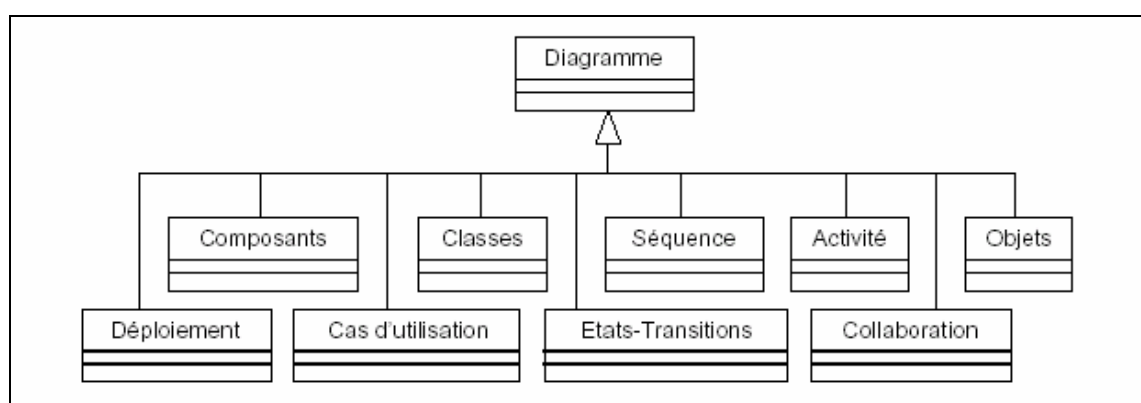 Diagramme
Composants Classes Séquence Activité Objets
Déploiement Cas d'utilisation Etats-Transitions Collaboration